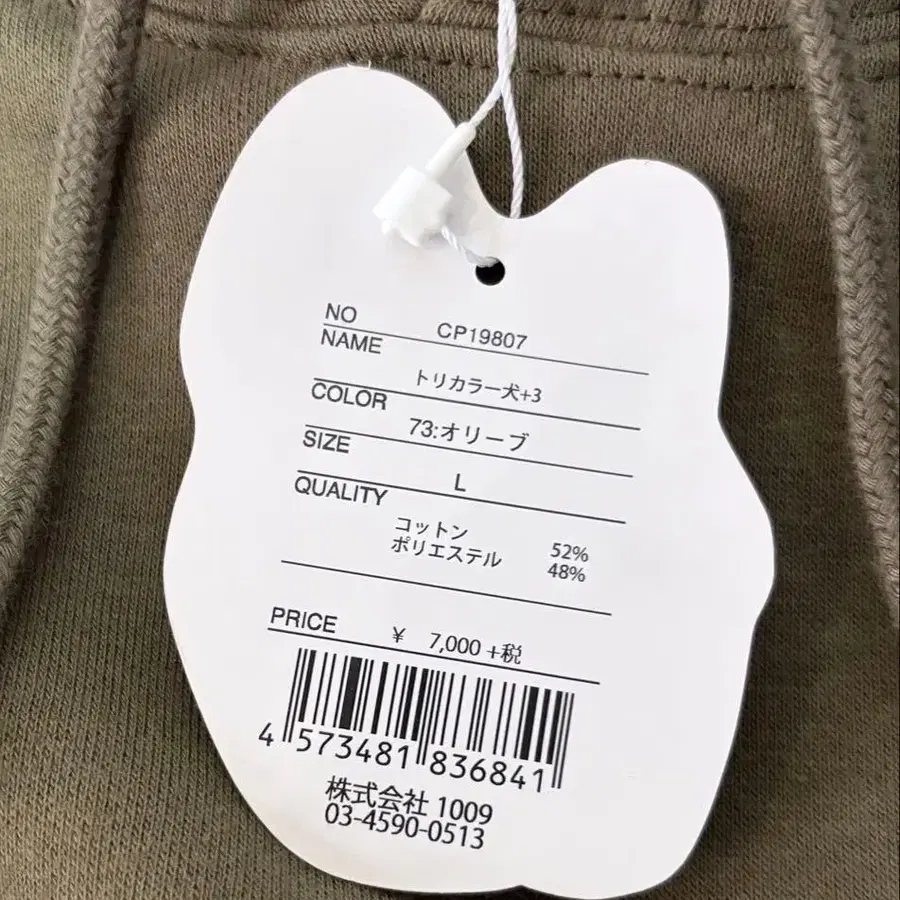 NO CP19807
NAME
トリカラー犬+3
COLOR
73:オリーブ
SIZE
L
QUALITY
コットン 52%
ポリエステル 48%
PRICE ¥ 7,000 +税
4 573481 836841
株式会社 1009
03-4590-0513